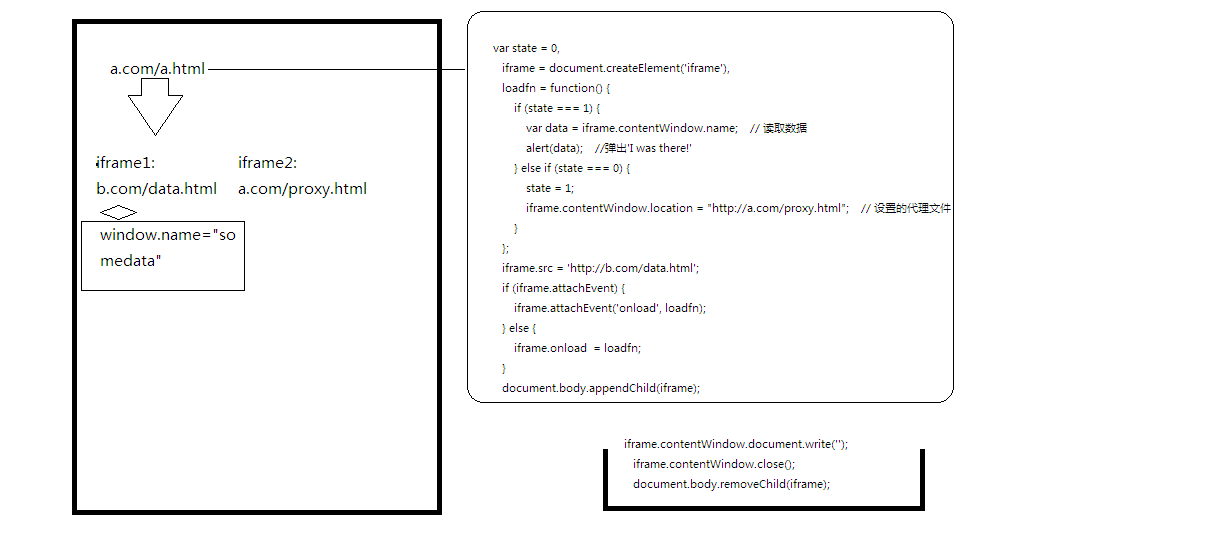 a.com/a.html
iframe1:
b.com/data.html
iframe2:
a.com/proxy.html
window.name="so
medata"
var state = 0,
iframe = document.createElement('iframe'),
loadfn = function() {
if (state === 1) {
var data = iframe.contentWindow.name;    // 读取数据
alert(data);    //弹出'I was there!'
} else if (state === 0) {
state = 1;
iframe.contentWindow.location = "http://a.com/proxy.html";    // 设置的代理文件
}
};
iframe.src = 'http://b.com/data.html';
if (iframe.attachEvent) {
iframe.attachEvent('onload', loadfn);
} else {
iframe.onload  = loadfn;
}
document.body.appendChild(iframe);
iframe.contentWindow.document.write('');
iframe.contentWindow.close();
document.body.removeChild(iframe);